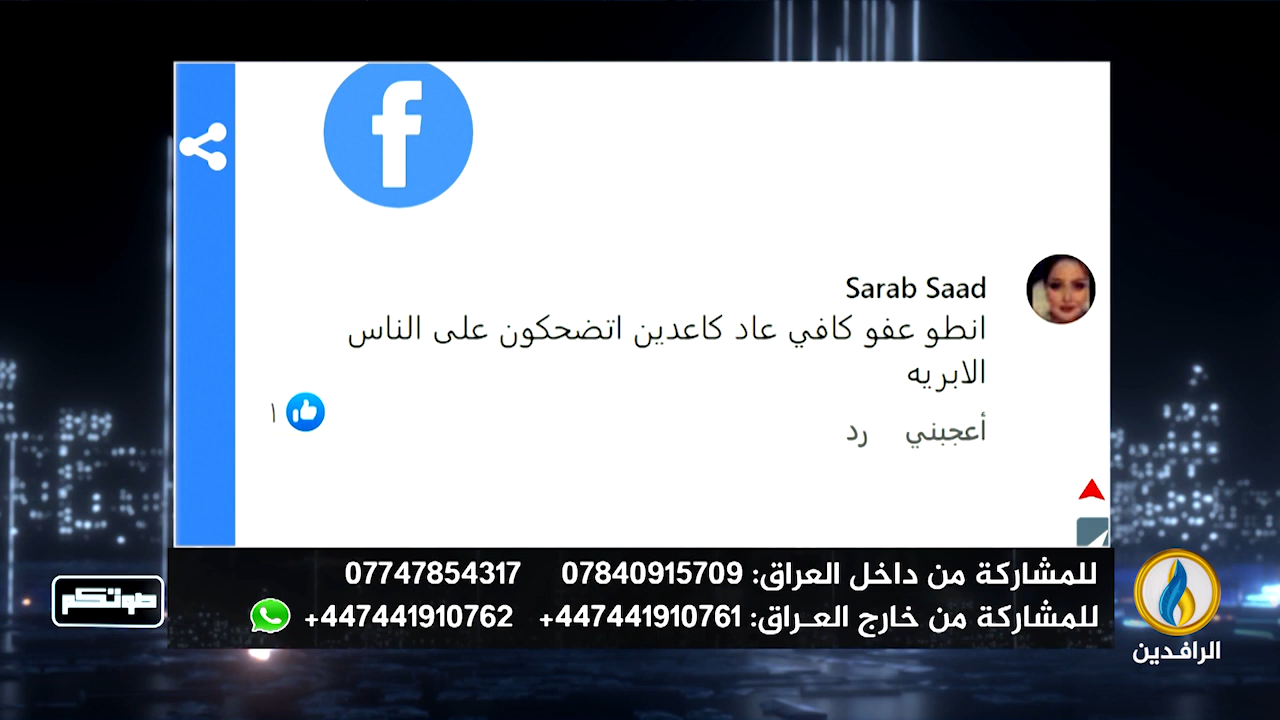 f
Sarab Saad
انطو عفو كافي عاد كاعدين اتضحكون على الناس
الابريه
١
أعجبني رد
للمشاركة من داخل العراق: 07840915709 07747854317
للمشاركة من خارج العـراق: 447441910761+ 447441910762+
صوتكم
الرافدين